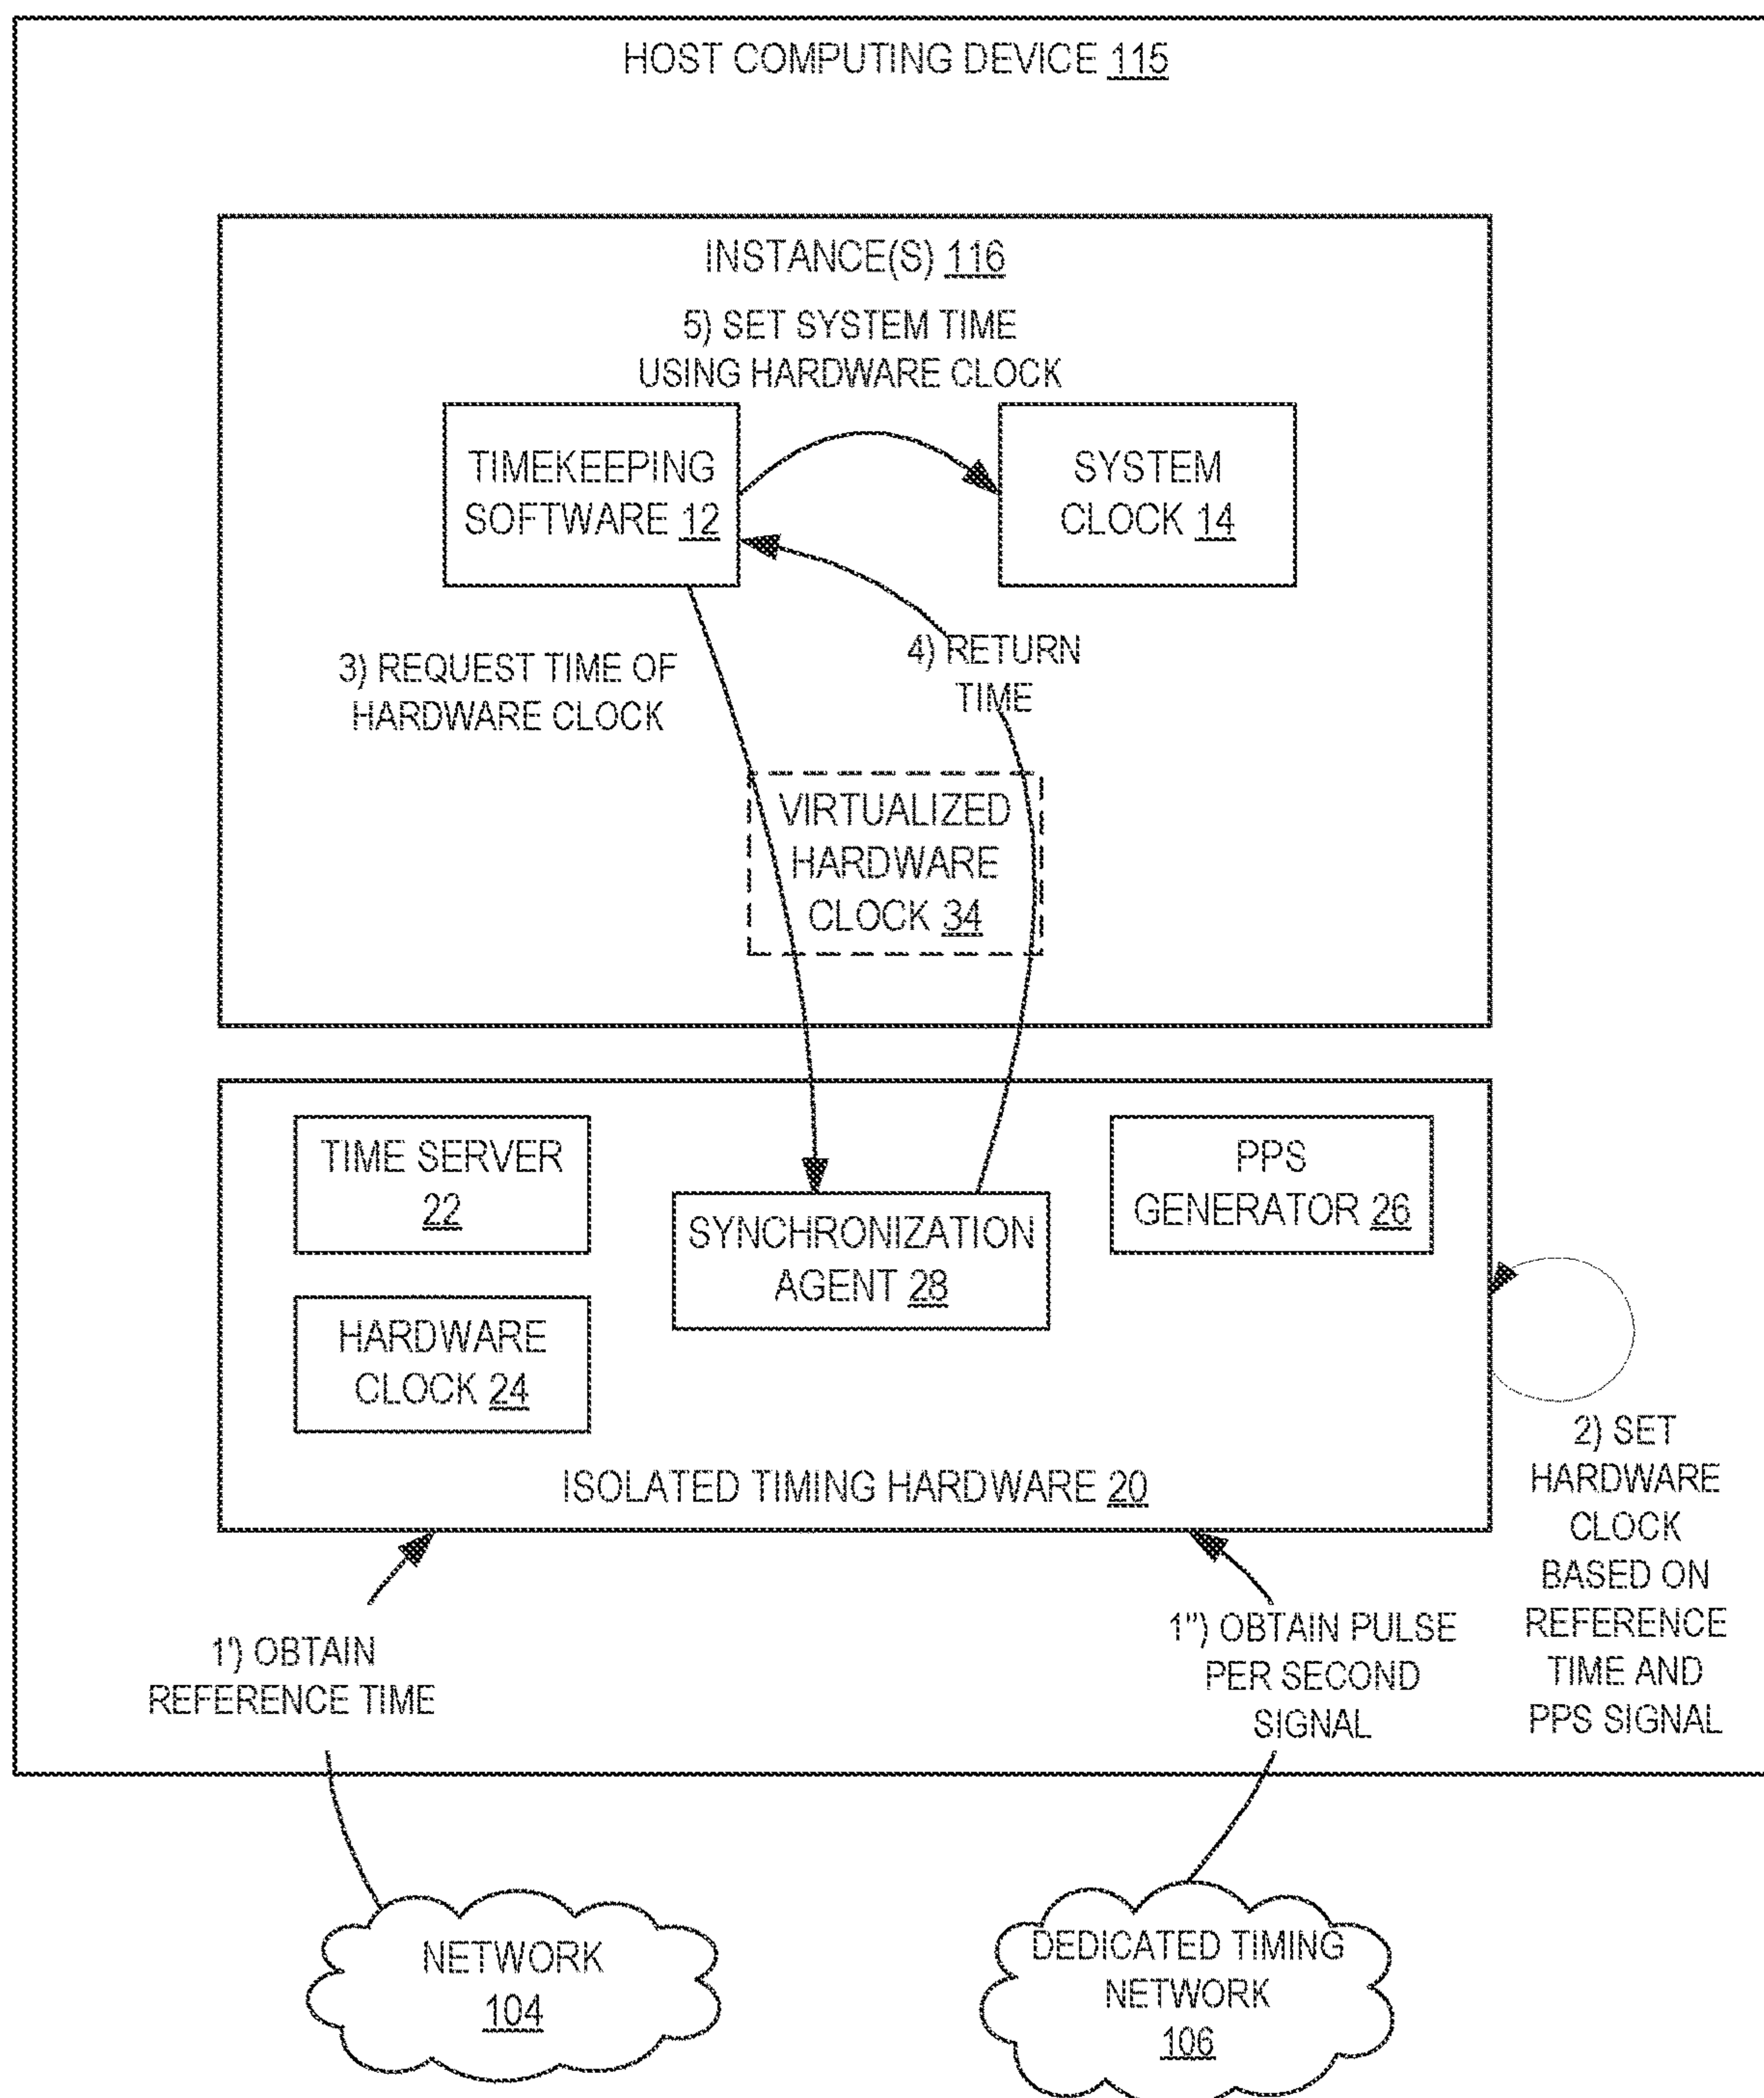 HOST COMPUTING DEVICE 115
INSTANCE(S) 116
5) SET SYSTEM TIME
USING HARDWARE CLOCK
TIMEKEEPING
SOFTWARE 12
SYSTEM
CLOCK 14
3) REQUEST TIME OF
HARDWARE CLOCK
4) RETURN
TIME
VIRTUALIZED
HARDWARE
CLOCK 34
TIME SERVER
22
SYNCHRONIZATION
AGENT 28
PPS
GENERATOR 26
HARDWARE
CLOCK 24
ISOLATED TIMING HARDWARE 20
2) SET
HARDWARE
CLOCK
BASED ON
REFERENCE
TIME AND
PPS SIGNAL
1') OBTAIN
REFERENCE TIME
1") OBTAIN PULSE
PER SECOND
SIGNAL
NETWORK
104
DEDICATED TIMING
NETWORK
106